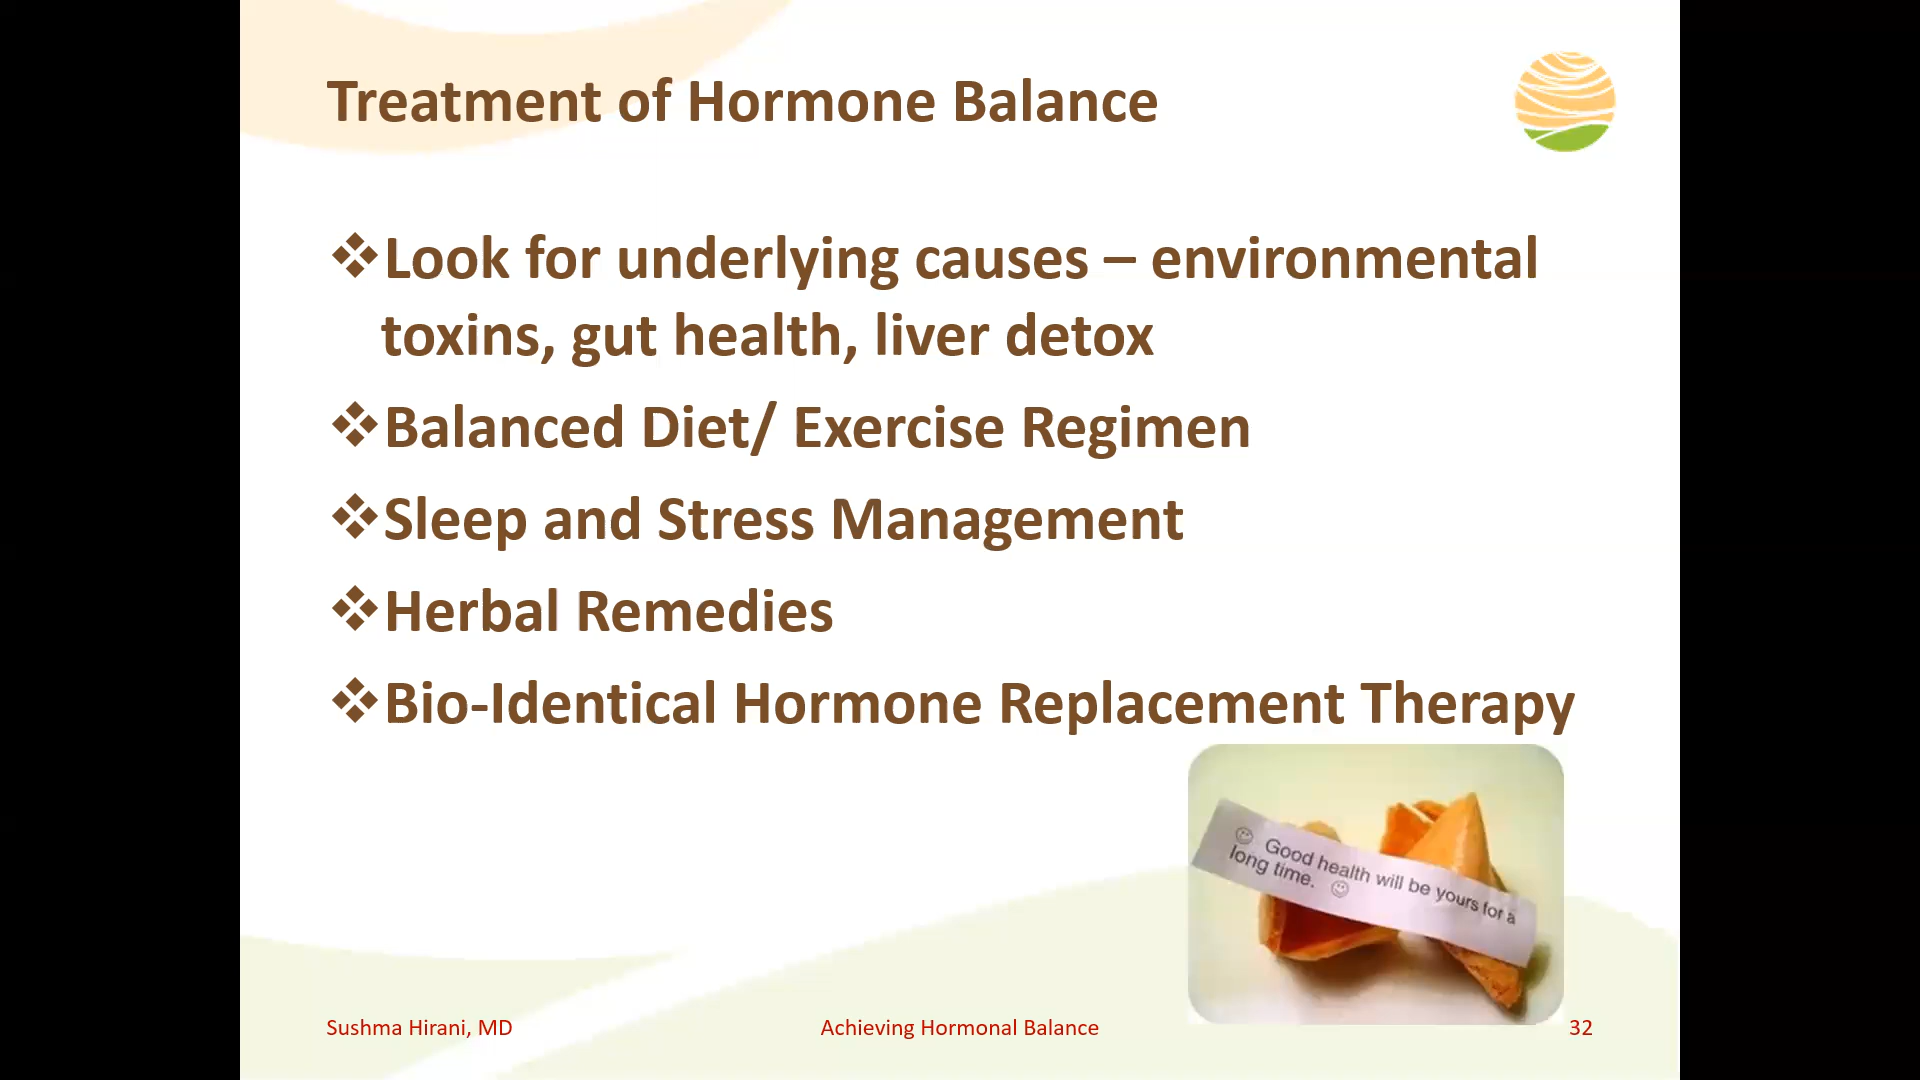 Treatment of Hormone Balance
❖Look for underlying causes – environmental
toxins, gut health, liver detox
❖Balanced Diet/ Exercise Regimen
❖Sleep and Stress Management
❖Herbal Remedies
❖Bio-Identical Hormone Replacement Therapy
☺ Good health will be yours for a
long time. ☺
Sushma Hirani, MD
Achieving Hormonal Balance
32